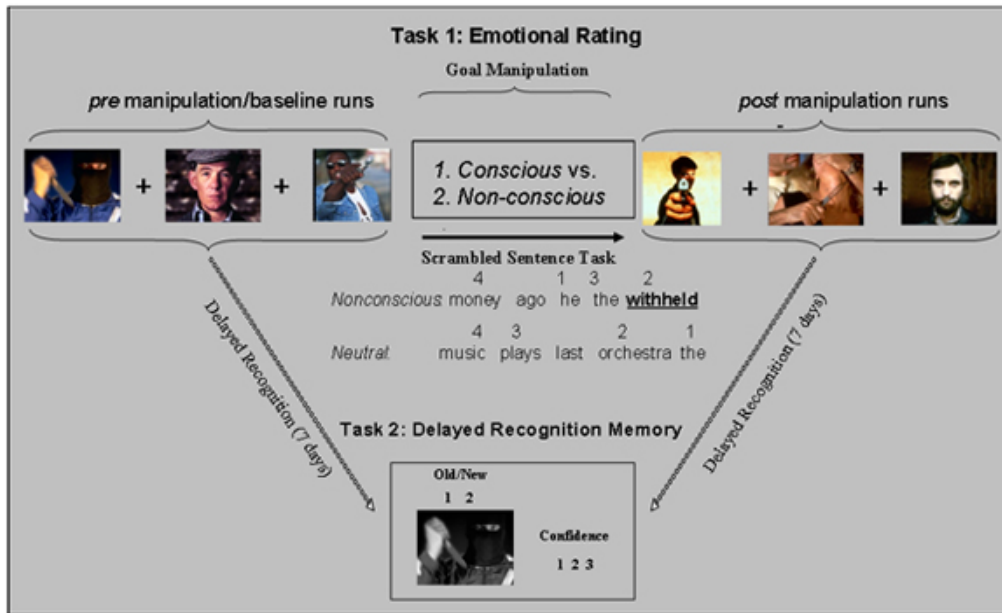 Task 1: Emotional Rating
Goal Manipulation
pre manipulation/baseline runs
post manipulation runs
+ +
1. Conscious vs.
2. Non-conscious
+ +
Scrambled Sentence Task
4 1 3 2
Nonconscious: money ago he the withheld
4 3 2 1
Neutral: music plays last orchestra the
Delayed Recognition (7 days)
Delayed Recognition (7 days)
Task 2: Delayed Recognition Memory
Old/New
1 2
Confidence
1 2 3